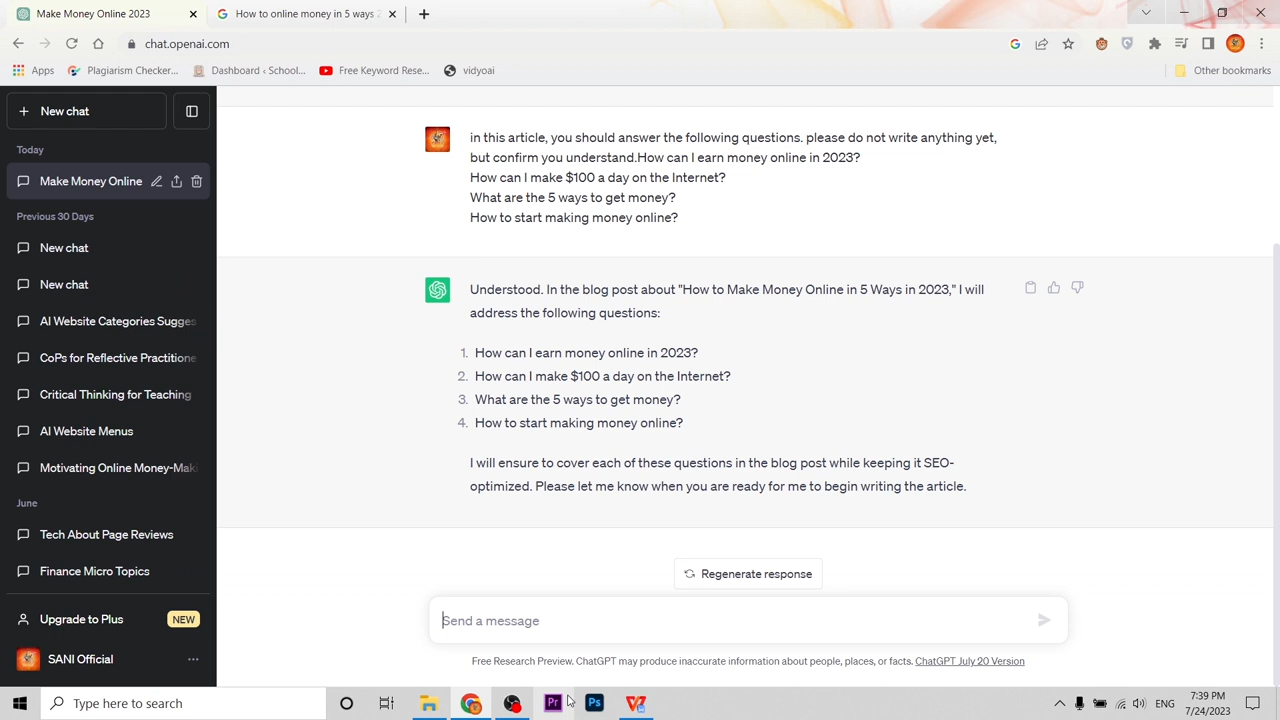 Make Money Online 2023
How to online money in 5 ways 2
chat.openai.com
Apps
Plagiarism Checker...
Dashboard ‹ School...
Free Keyword Rese...
vidyoai
Other bookmarks
New chat
Today
Make Money Online
Previous 30 Days
New chat
New chat
AI Website Categories Sugges
CoPs for Reflective Practitione
Critical Thinking for Teaching
AI Website Menus
Motivating Online Money-Maki
June
Tech About Page Reviews
Finance Micro Topics
Upgrade to Plus
NEW
SANI Official
in this article, you should answer the following questions. please do not write anything yet,
but confirm you understand.How can I earn money online in 2023?
How can I make $100 a day on the Internet?
What are the 5 ways to get money?
How to start making money online?
Understood. In the blog post about "How to Make Money Online in 5 Ways in 2023," I will
address the following questions:
1. How can I earn money online in 2023?
2. How can I make $100 a day on the Internet?
3. What are the 5 ways to get money?
4. How to start making money online?
I will ensure to cover each of these questions in the blog post while keeping it SEO-
optimized. Please let me know when you are ready for me to begin writing the article.
Regenerate response
Send a message
Free Research Preview. ChatGPT may produce inaccurate information about people, places, or facts. ChatGPT July 20 Version
Type here to search
Pr
Ps
ENG
7:39 PM
7/24/2023